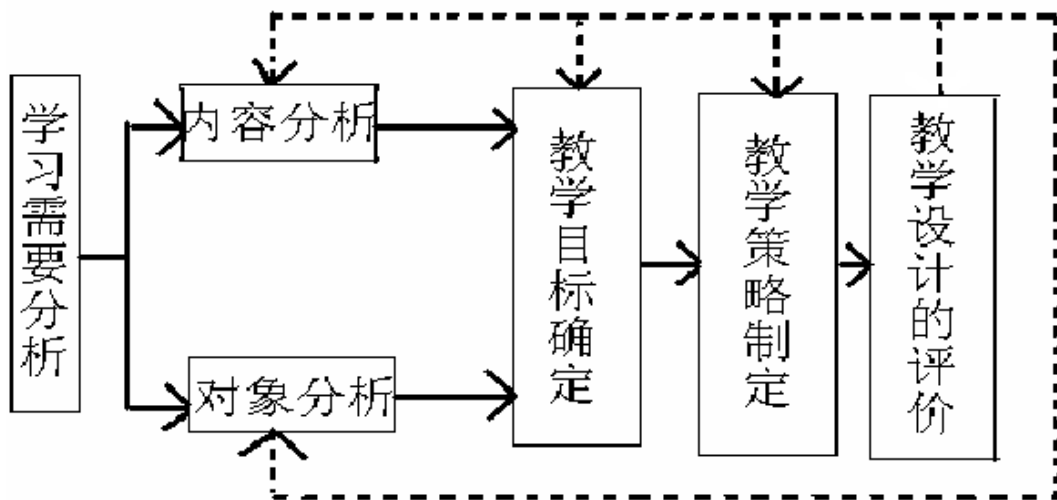 学习需要分析
内容分析
对象分析
教学目标确定
教学策略制定
教学设计的评价